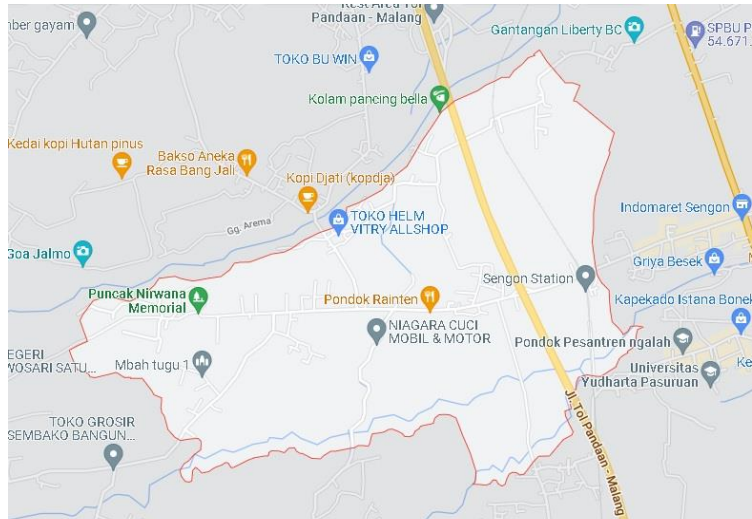 Rest Area Tol
Pandaan - Malang
mber gayam
Gantangan Liberty BC
SPBU P
54.671.
TOKO BU WIN
Kolam pancing bella
Kedai kopi Hutan pinus
Bakso Aneka
Rasa Bang Jali
Kopi Djati (kopdja)
Gg. Arema
TOKO HELM
VITRY ALLSHOP
Indomaret Sengon
Goa Jalmo
Griya Besek
Sengon Station
Puncak Nirwana
Memorial
Pondok Rainten
Kapekado Istana Bonek
NIAGARA CUCI
MOBIL & MOTOR
Pondok Pesantren ngalah
EGERI
WOSARI SATU...
Mbah tugu 1
Universitas
Yudharta Pasuruan
Ke
Jl. Tol Pandaan - Malang
TOKO GROSIR
SEMBAKO BANGUN...